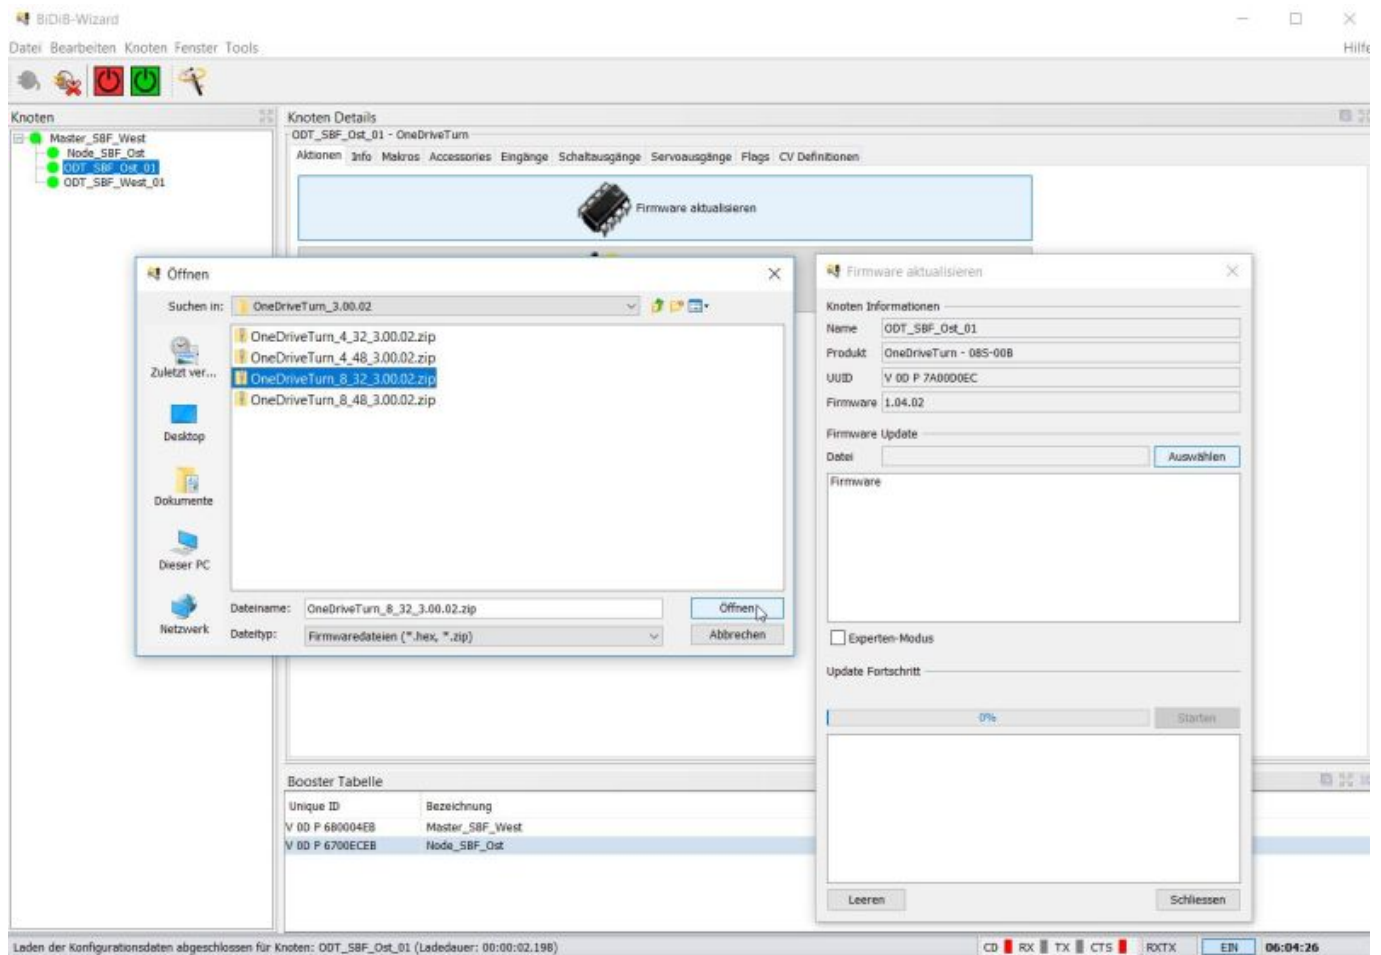 BiDiB-Wizard
Datei Bearbeiten Knoten Fenster Tools
Hilfe
Knoten
Master_SBF_West
Node_SBF_Ost
ODT_SBF_Ost_01
ODT_SBF_West_01
Knoten Details
ODT_SBF_Ost_01 - OneDriveTurn
Aktionen Info Makros Accessories Eingänge Schaltausgänge Servoausgänge Flags CV Definitionen
Firmware aktualisieren
Öffnen
Suchen in: OneDriveTurn_3.00.02
OneDriveTurn_4_32_3.00.02.zip
OneDriveTurn_4_48_3.00.02.zip
OneDriveTurn_8_32_3.00.02.zip
OneDriveTurn_8_48_3.00.02.zip
Zuletzt ver...
Desktop
Dokumente
Dieser PC
Netzwerk
Dateiname: OneDriveTurn_8_32_3.00.02.zip Öffnen
Dateityp: Firmwaredateien (*.hex, *.zip) Abbrechen
Firmware aktualisieren
Knoten Informationen
Name ODT_SBF_Ost_01
Produkt OneDriveTurn - 08S-00B
UUID V 0D P 7A00D0EC
Firmware 1.04.02
Firmware Update
Datei Auswählen
Firmware
Experten-Modus
Update Fortschritt
0% Starten
Leeren Schliessen
Booster Tabelle
Unique ID Bezeichnung
V 0D P 680004EB Master_SBF_West
V 0D P 6700ECEB Node_SBF_Ost
Laden der Konfigurationsdaten abgeschlossen für Knoten: ODT_SBF_Ost_01 (Ladedauer: 00:00:02.198)
CD RX TX CTS RXTX EIN 06:04:26